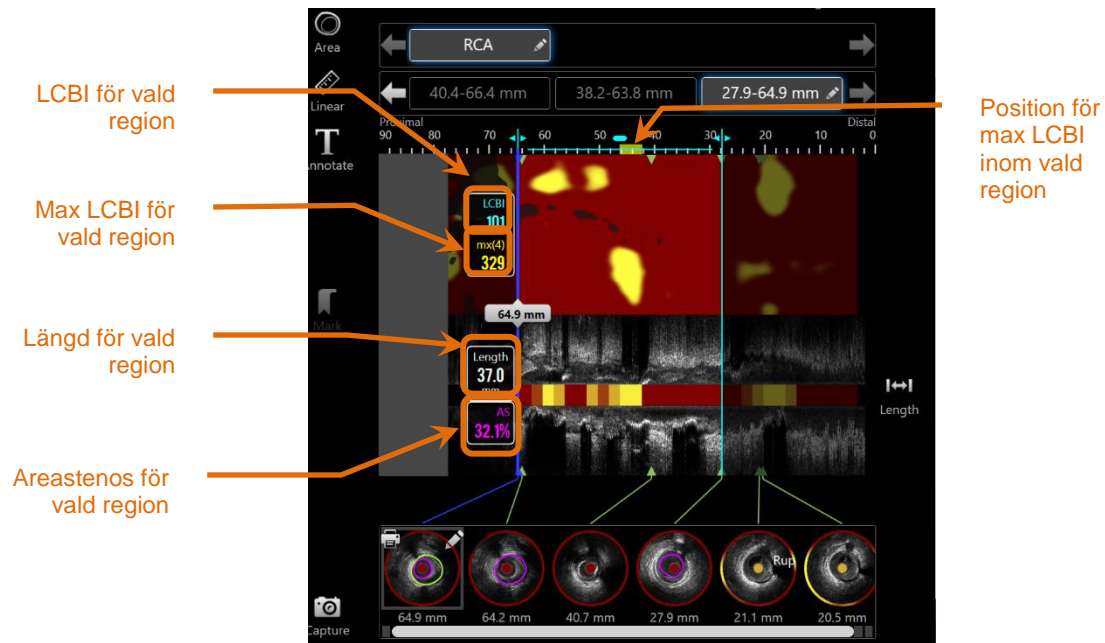 LCBI för vald
region
Max LCBI för
vald region
Längd för vald
region
Areastenos för
vald region
Area
Linear
T
Annotate
Mark
Capture
RCA
40.4-66.4 mm
38.2-63.8 mm
27.9-64.9 mm
Proximal
Distal
90 80 70 60 50 40 30 20 10 0
LCBI
101
mx(4)
329
64.9 mm
Length
37.0
mm
AS
32.1%
Length
Rup
64.9 mm
64.2 mm
40.7 mm
27.9 mm
21.1 mm
20.5 mm
Position för
max LCBI
inom vald
region